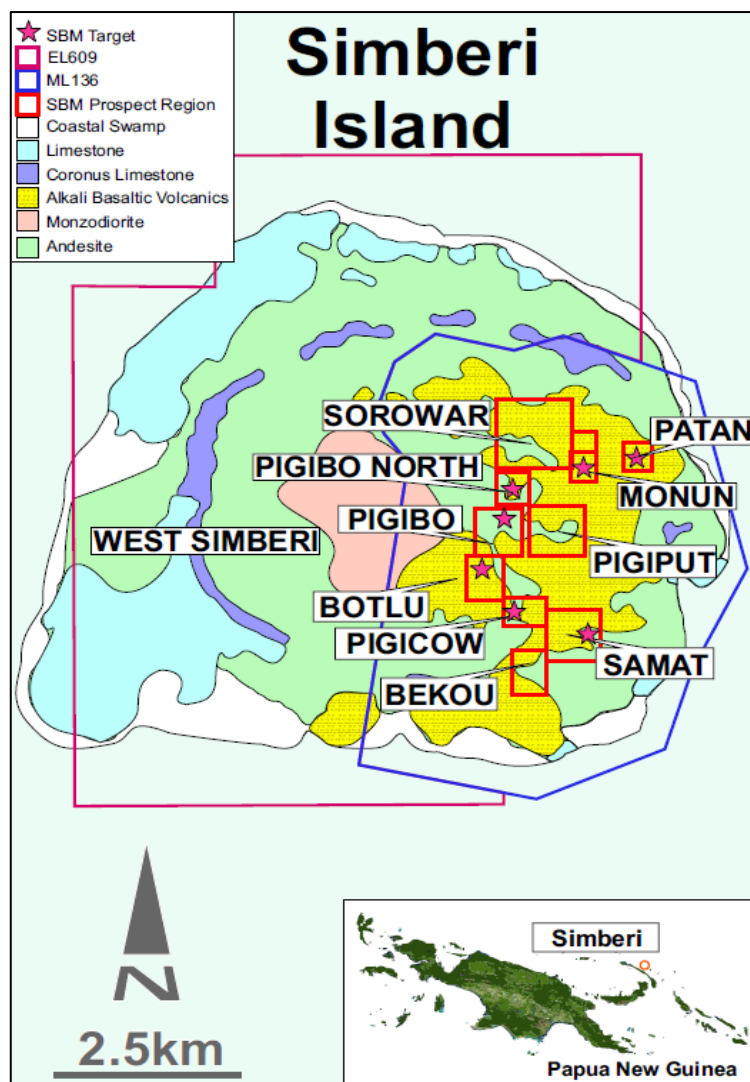 Simberi
Island
SBM Target
EL609
ML136
SBM Prospect Region
Coastal Swamp
Limestone
Coronus Limestone
Alkali Basaltic Volcanics
Monzodiorite
Andesite
SOROWAR
PATAN
PIGIBO NORTH
MONUN
PIGIBO
WEST SIMBERI
PIGIPUT
BOTLU
PIGICOW
SAMAT
BEKOU
N
2.5km
Simberi
Papua New Guinea